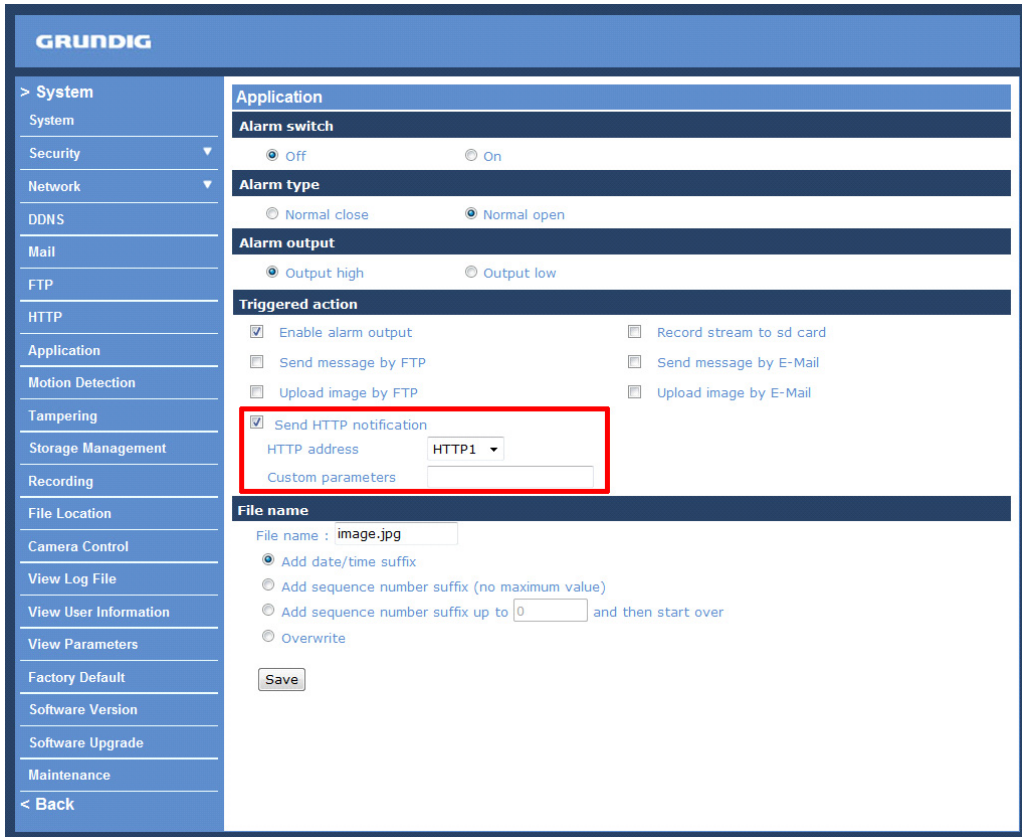 GRUNDIG
> System
System
Security
Network
DDNS
Mail
FTP
HTTP
Application
Motion Detection
Tampering
Storage Management
Recording
File Location
Camera Control
View Log File
View User Information
View Parameters
Factory Default
Software Version
Software Upgrade
Maintenance
< Back
Application
Alarm switch
Off On
Alarm type
Normal close Normal open
Alarm output
Output high Output low
Triggered action
Enable alarm output Record stream to sd card
Send message by FTP Send message by E-Mail
Upload image by FTP Upload image by E-Mail
Send HTTP notification
HTTP address HTTP1
Custom parameters
File name
File name : image.jpg
Add date/time suffix
Add sequence number suffix (no maximum value)
Add sequence number suffix up to 0 and then start over
Overwrite
Save